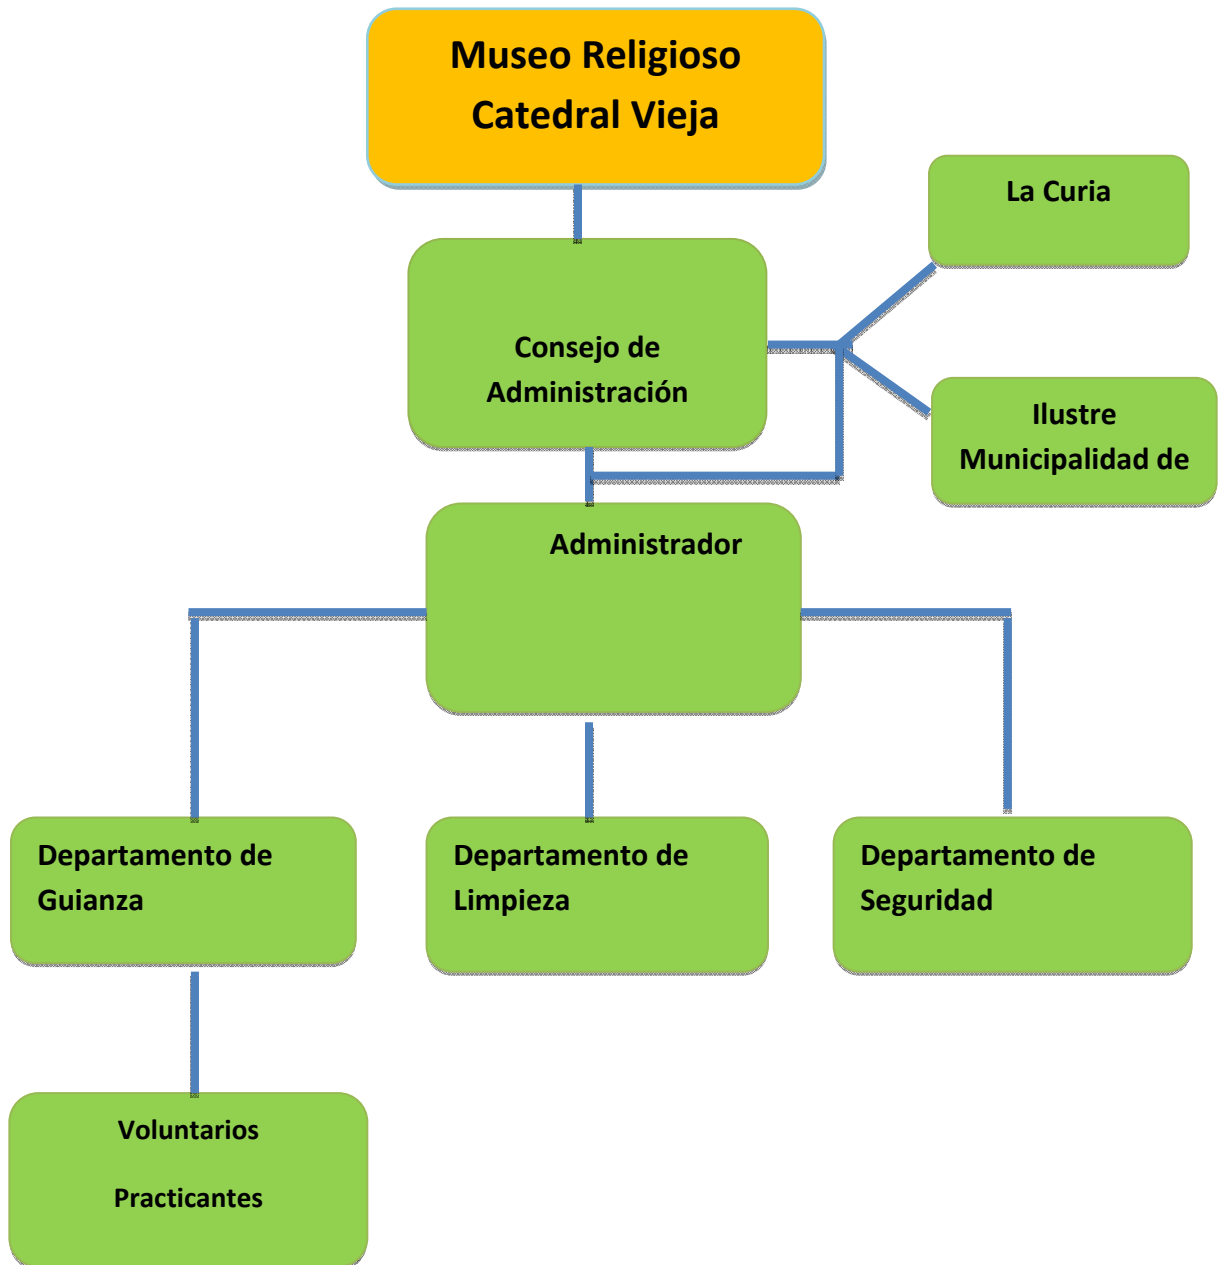 Museo Religioso
Catedral Vieja
La Curia
Consejo de
Administración
Ilustre
Municipalidad de
Administrador
Departamento de
Guianza
Departamento de
Limpieza
Departamento de
Seguridad
Voluntarios
Practicantes